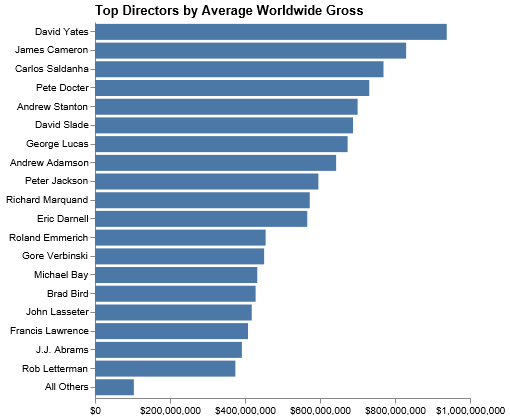 Top Directors by Average Worldwide Gross
David Yates
James Cameron
Carlos Saldanha
Pete Docter
Andrew Stanton
David Slade
George Lucas
Andrew Adamson
Peter Jackson
Richard Marquand
Eric Darnell
Roland Emmerich
Gore Verbinski
Michael Bay
Brad Bird
John Lasseter
Francis Lawrence
J.J. Abrams
Rob Letterman
All Others
$0 $200,000,000 $400,000,000 $600,000,000 $800,000,000 $1,000,000,000